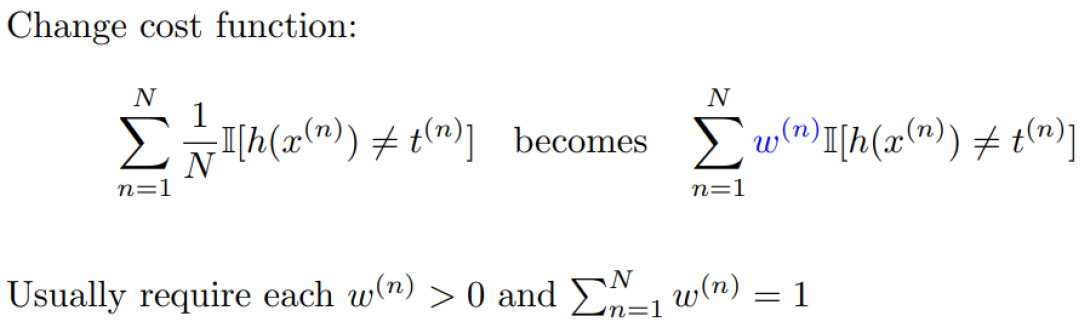 Change cost function:
$\sum_{n=1}^{N} \frac{1}{N} \mathbb{I}[h(x^{(n)}) \neq t^{(n)}]$ becomes $\sum_{n=1}^{N} w^{(n)} \mathbb{I}[h(x^{(n)}) \neq t^{(n)}]$
Usually require each $w^{(n)} > 0$ and $\sum_{n=1}^{N} w^{(n)} = 1$